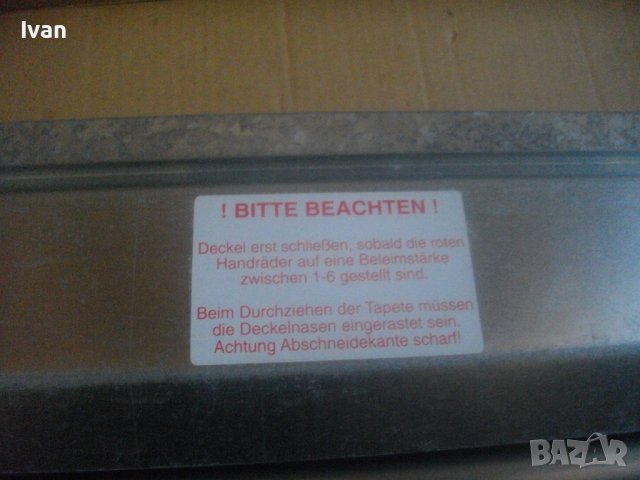 Ivan
! BITTE BEACHTEN !
Deckel erst schließen, sobald die roten
Handräder auf eine Beleimstärke
zwischen 1-6 gestellt sind.
Beim Durchziehen der Tapete müssen
die Deckelnasen eingerastet sein.
Achtung Abschneidekante scharf!
BAZAR